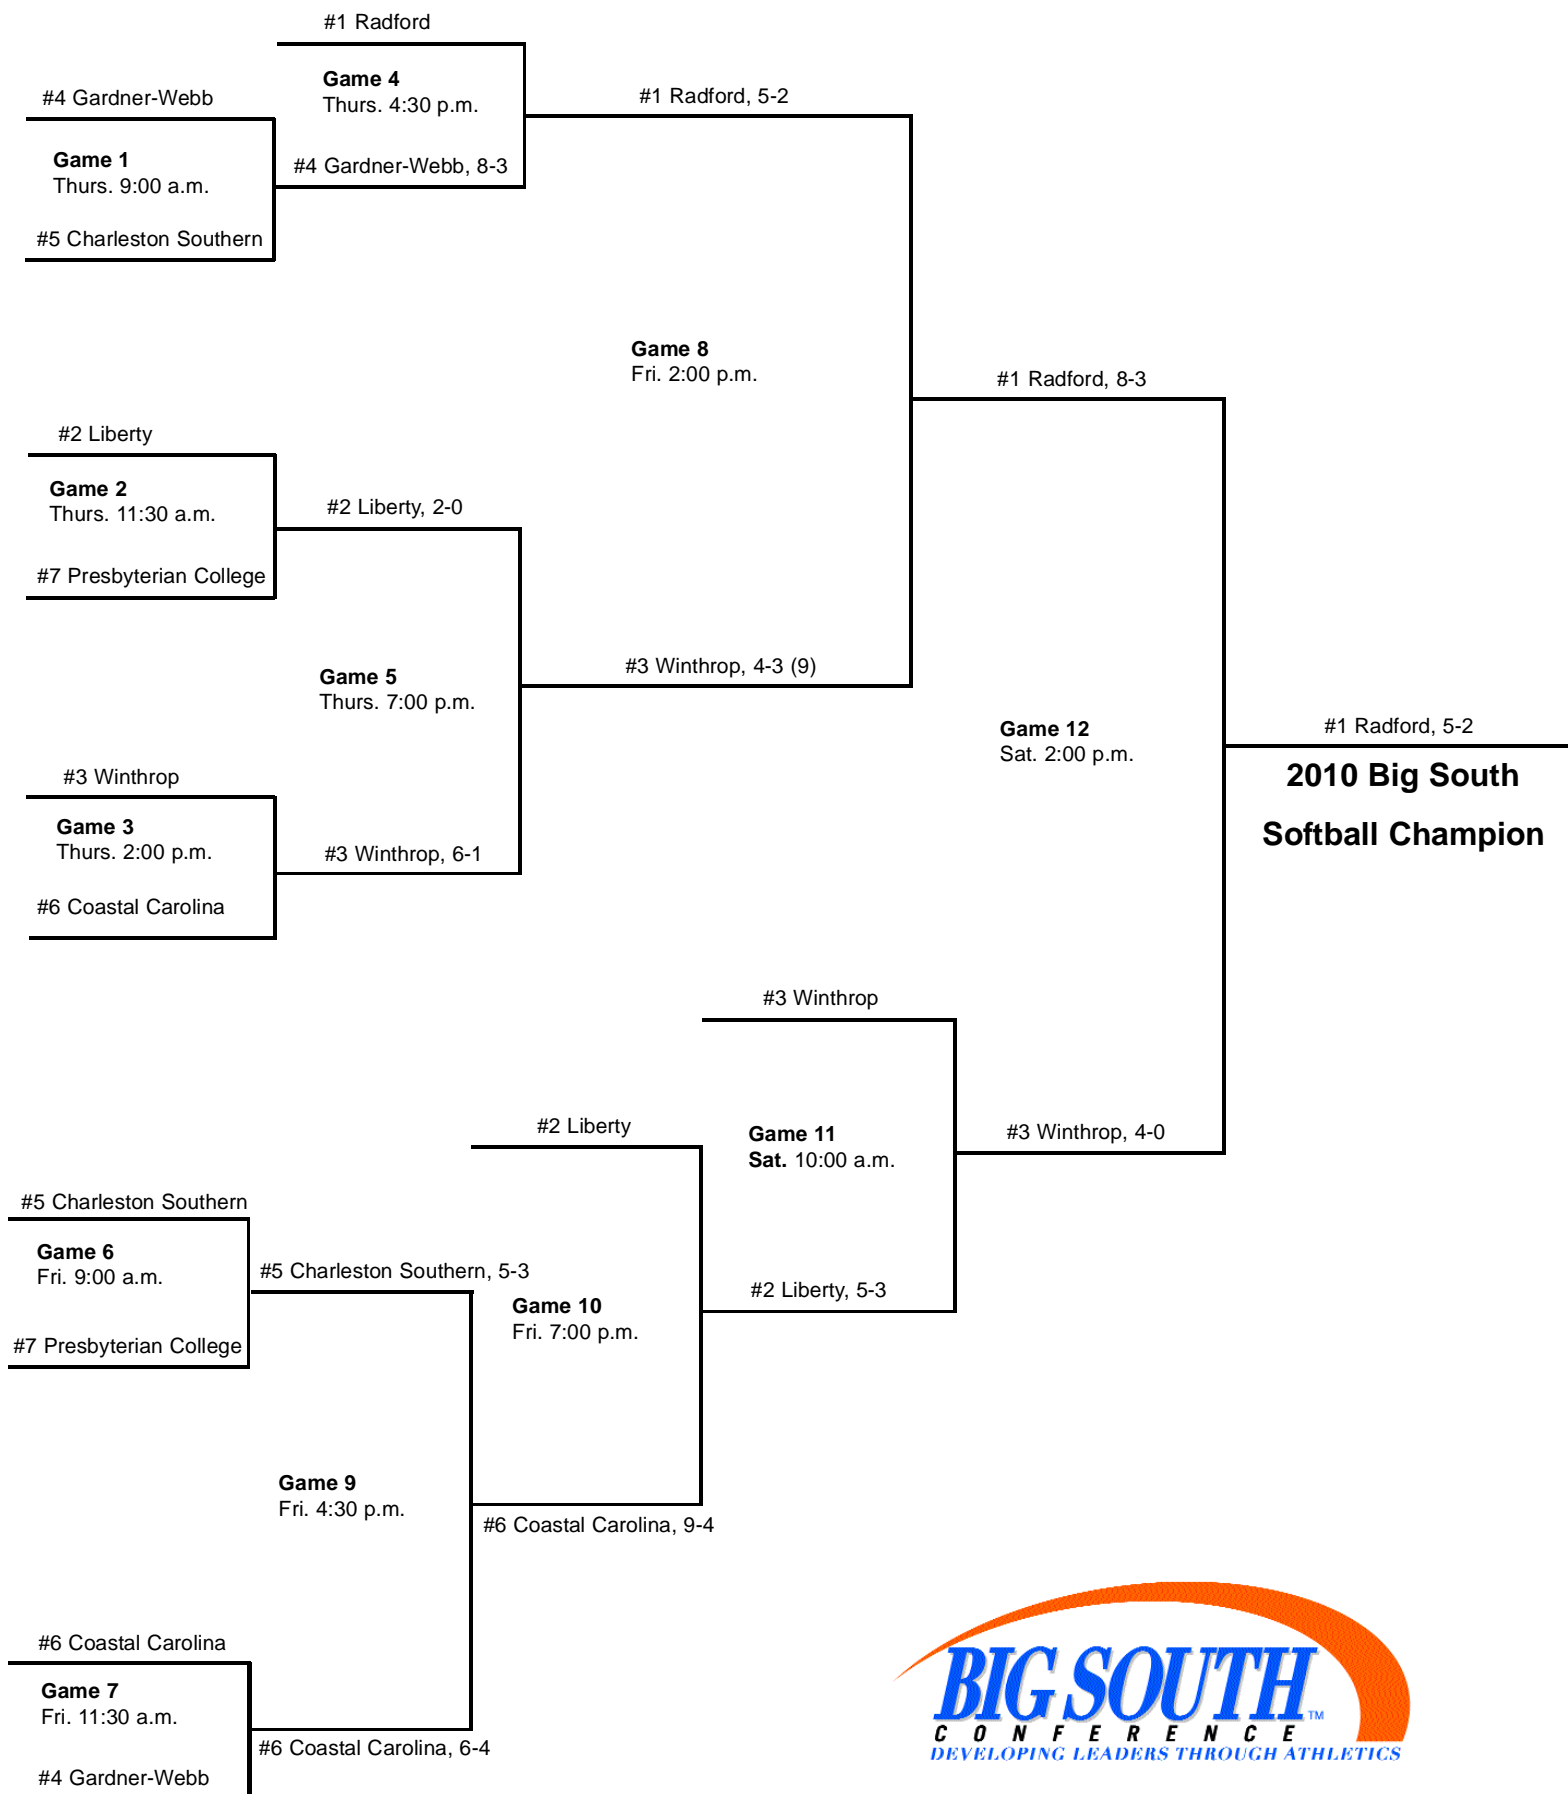 #1 Radford
Game 4
Thurs. 4:30 p.m.
#4 Gardner-Webb
#1 Radford, 5-2
Game 1
Thurs. 9:00 a.m.
#4 Gardner-Webb, 8-3
#5 Charleston Southern
Game 8
Fri. 2:00 p.m.
#1 Radford, 8-3
#2 Liberty
Game 2
Thurs. 11:30 a.m.
#2 Liberty, 2-0
#7 Presbyterian College
Game 5
Thurs. 7:00 p.m.
#3 Winthrop, 4-3 (9)
Game 12
Sat. 2:00 p.m.
#1 Radford, 5-2
2010 Big South
Softball Champion
#3 Winthrop
Game 3
Thurs. 2:00 p.m.
#3 Winthrop, 6-1
#6 Coastal Carolina
#3 Winthrop
#2 Liberty
Game 11
Sat. 10:00 a.m.
#3 Winthrop, 4-0
#5 Charleston Southern
Game 6
Fri. 9:00 a.m.
#5 Charleston Southern, 5-3
#2 Liberty, 5-3
Game 10
Fri. 7:00 p.m.
#7 Presbyterian College
Game 9
Fri. 4:30 p.m.
#6 Coastal Carolina, 9-4
#6 Coastal Carolina
Game 7
Fri. 11:30 a.m.
#6 Coastal Carolina, 6-4
#4 Gardner-Webb
BIG SOUTH TM
CONFERENCE
DEVELOPING LEADERS THROUGH ATHLETICS